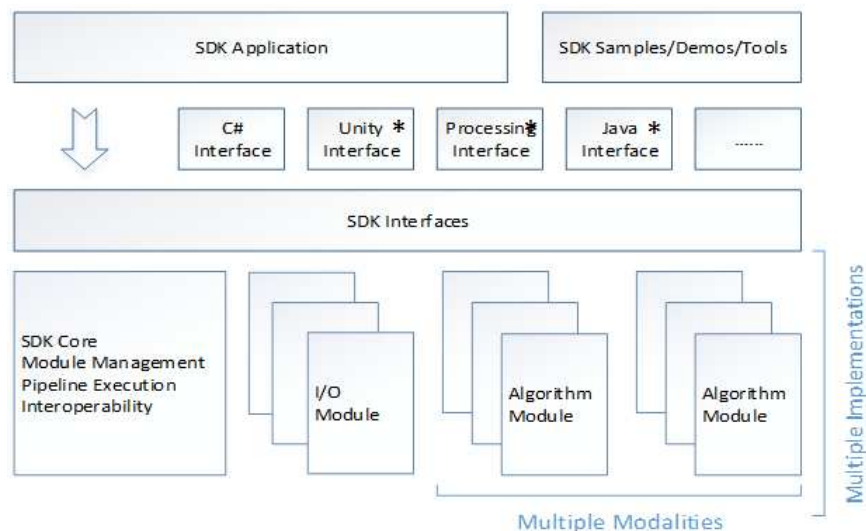 SDK Application
SDK Samples/Demos/Tools
C#
Interface
Unity *
Interface
Processing *
Interface
Java *
Interface
......
SDK Interfaces
SDK Core
Module Management
Pipeline Execution
Interoperability
I/O
Module
Algorithm
Module
Algorithm
Module
Multiple Implementations
Multiple Modalities